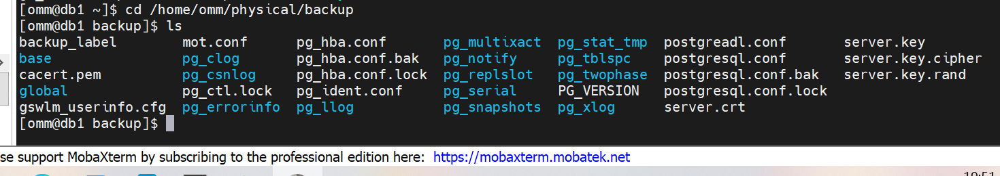 [omm@db1 ~]$ cd /home/omm/physical/backup
[omm@db1 backup]$ ls
backup_label mot.conf pg_hba.conf pg_multixact pg_stat_tmp postgreadl.conf server.key
base pg_clog pg_hba.conf.bak pg_notify pg_tblspc postgresql.conf server.key.cipher
cacert.pem pg_csnlog pg_hba.conf.lock pg_replslot pg_twophase postgresql.conf.bak server.key.rand
global pg_ctl.lock pg_ident.conf pg_serial PG_VERSION postgresql.conf.lock
gswlm_userinfo.cfg pg_errorinfo pg_llog pg_snapshots pg_xlog server.crt
[omm@db1 backup]$
se support MobaXterm by subscribing to the professional edition here: https://mobaxterm.mobatek.net